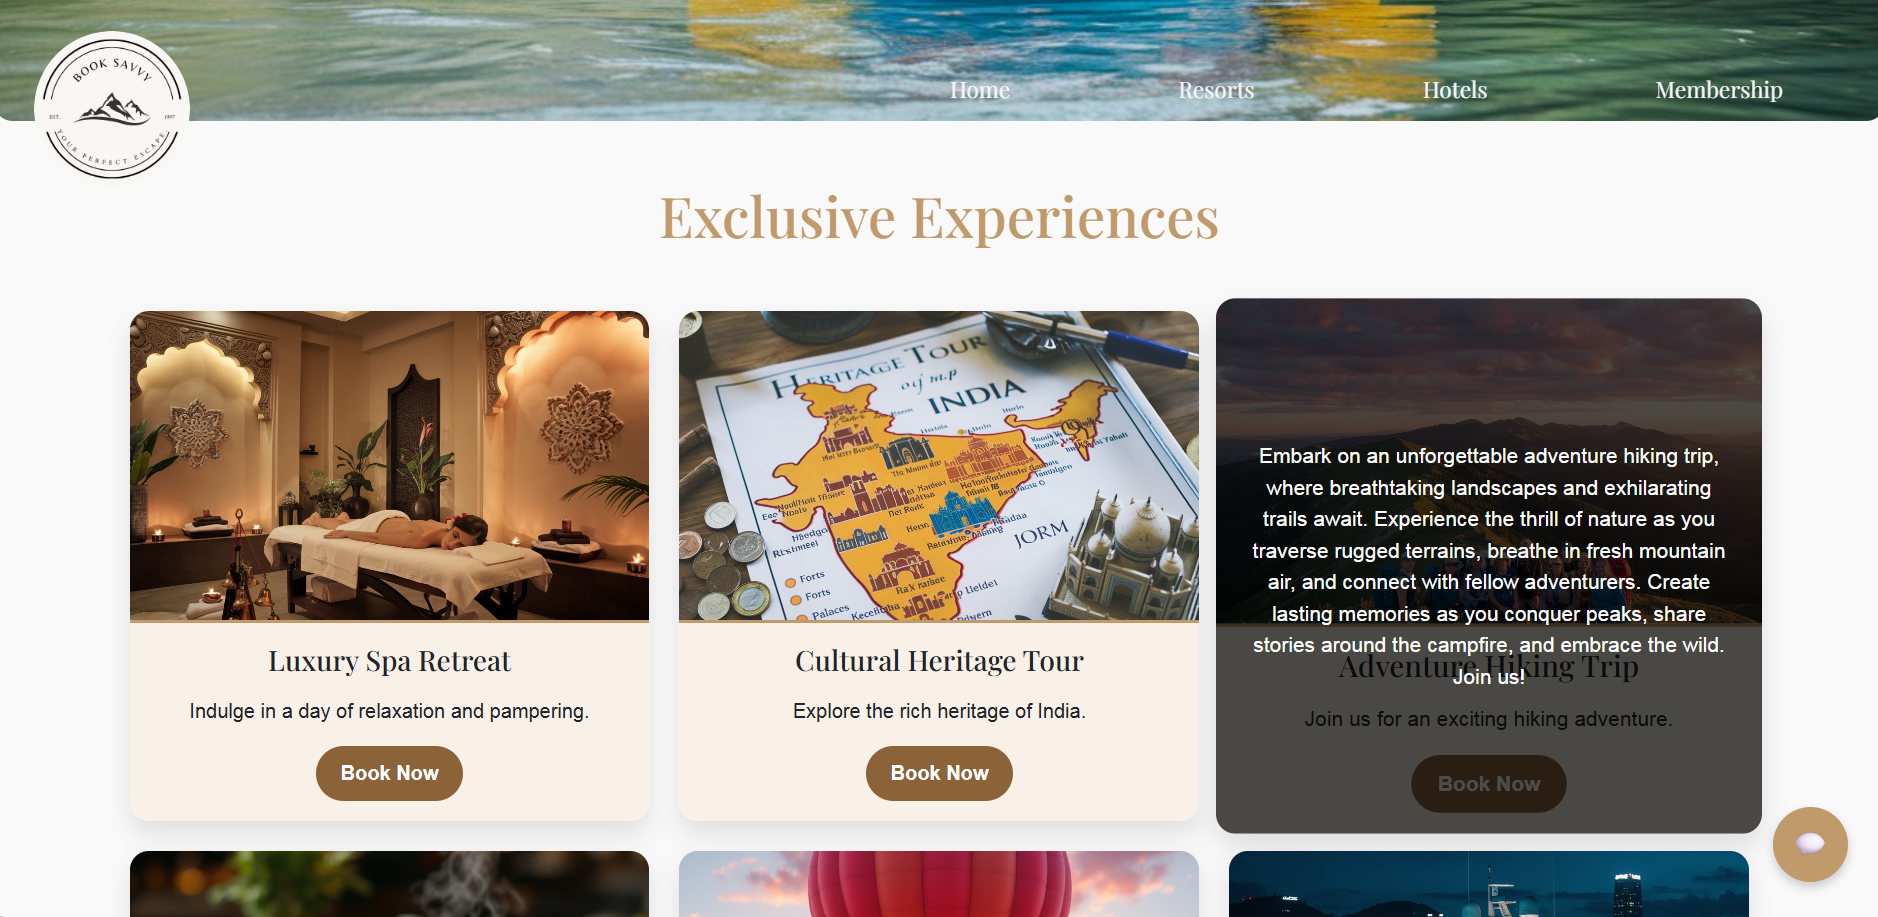 BOOK SAVVY
EST. 1997
YOUR PERFECT ESCAPE
Home Resorts Hotels Membership
Exclusive Experiences
HERITAGE TOUR
of mp
INDIA
JORM
Forts
Forts
Palaces
Luxury Spa Retreat
Indulge in a day of relaxation and pampering.
Book Now
Cultural Heritage Tour
Explore the rich heritage of India.
Book Now
Embark on an unforgettable adventure hiking trip,
where breathtaking landscapes and exhilarating
trails await. Experience the thrill of nature as you
traverse rugged terrains, breathe in fresh mountain
air, and connect with fellow adventurers. Create
lasting memories as you conquer peaks, share
stories around the campfire, and embrace the wild.
Join us!
Adventure Hiking Trip
Join us for an exciting hiking adventure.
Book Now